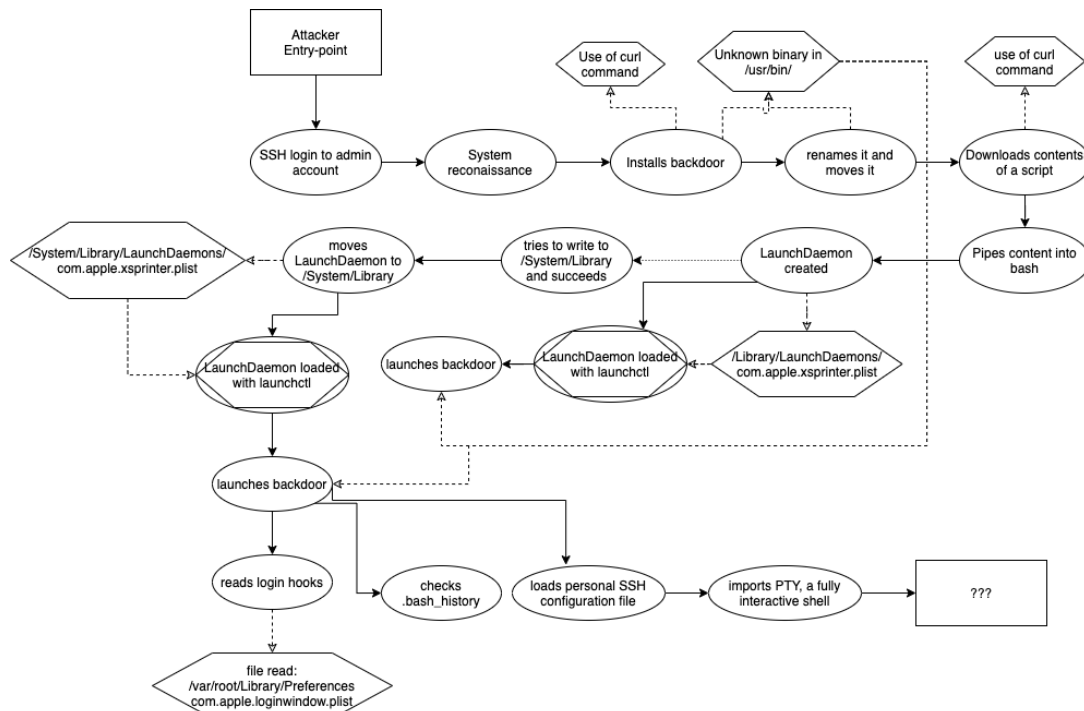 Attacker
Entry-point
Use of curl
command
Unknown binary in
/usr/bin/
use of curl
command
SSH login to admin
account
System
reconaissance
Installs backdoor
renames it and
moves it
Downloads contents
of a script
/System/Library/LaunchDaemons/
com.apple.xsprinter.plist
moves
LaunchDaemon to
/System/Library
tries to write to
/System/Library
and succeeds
LaunchDaemon
created
Pipes content into
bash
LaunchDaemon loaded
with launchctl
launches backdoor
LaunchDaemon loaded
with launchctl
/Library/LaunchDaemons/
com.apple.xsprinter.plist
launches backdoor
reads login hooks
checks
.bash_history
loads personal SSH
configuration file
imports PTY, a fully
interactive shell
???
file read:
/var/root/Library/Preferences
com.apple.loginwindow.plist